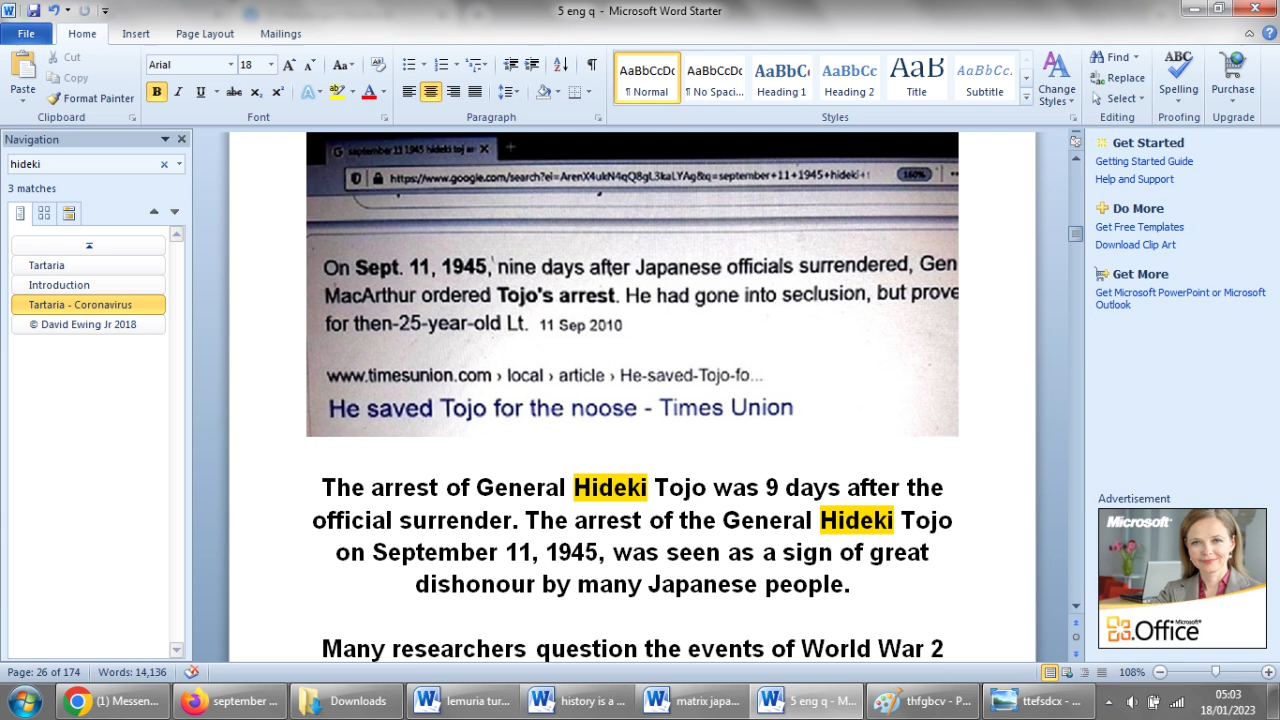 5 eng q - Microsoft Word Starter
File Home Insert Page Layout Mailings
Cut
Copy
Paste
Format Painter
Clipboard
Arial 18
Font
Paragraph
AaBbCcDc AaBbCcDc AaBbCc AaBbCc AaB AaBbCcDc
¶ Normal ¶ No Spaci... Heading 1 Heading 2 Title Subtitle
Change Styles
Styles
Find
Replace
Select
Editing
ABC
Spelling
Proofing
Purchase
Upgrade
Navigation
hideki
3 matches
Tartaria
Introduction
Tartaria - Coronavirus
© David Ewing Jr 2018
september 11 1945 hideki toj ar
https://www.google.com/search?ei=ArenX4ukN4qQ8gL3kaLYAg&q=september+11+1945+hideki+t 160%
On Sept. 11, 1945, nine days after Japanese officials surrendered, Gen
MacArthur ordered Tojo's arrest. He had gone into seclusion, but prove
for then-25-year-old Lt. 11 Sep 2010
www.timesunion.com › local › article › He-saved-Tojo-fo...
He saved Tojo for the noose - Times Union
The arrest of General Hideki Tojo was 9 days after the
official surrender. The arrest of the General Hideki Tojo
on September 11, 1945, was seen as a sign of great
dishonour by many Japanese people.
Many researchers question the events of World War 2
Get Started
Getting Started Guide
Help and Support
Do More
Get Free Templates
Download Clip Art
Get More
Get Microsoft PowerPoint or Microsoft
Outlook
Advertisement
Microsoft
Microsoft
Office
Page: 26 of 174 Words: 14,136
108%
(1) Messen... september ... Downloads lemuria tur... history is a ... matrix japa... 5 eng q - M... thfgbcv - P... ttefsdcx - ...
05:03
18/01/2023